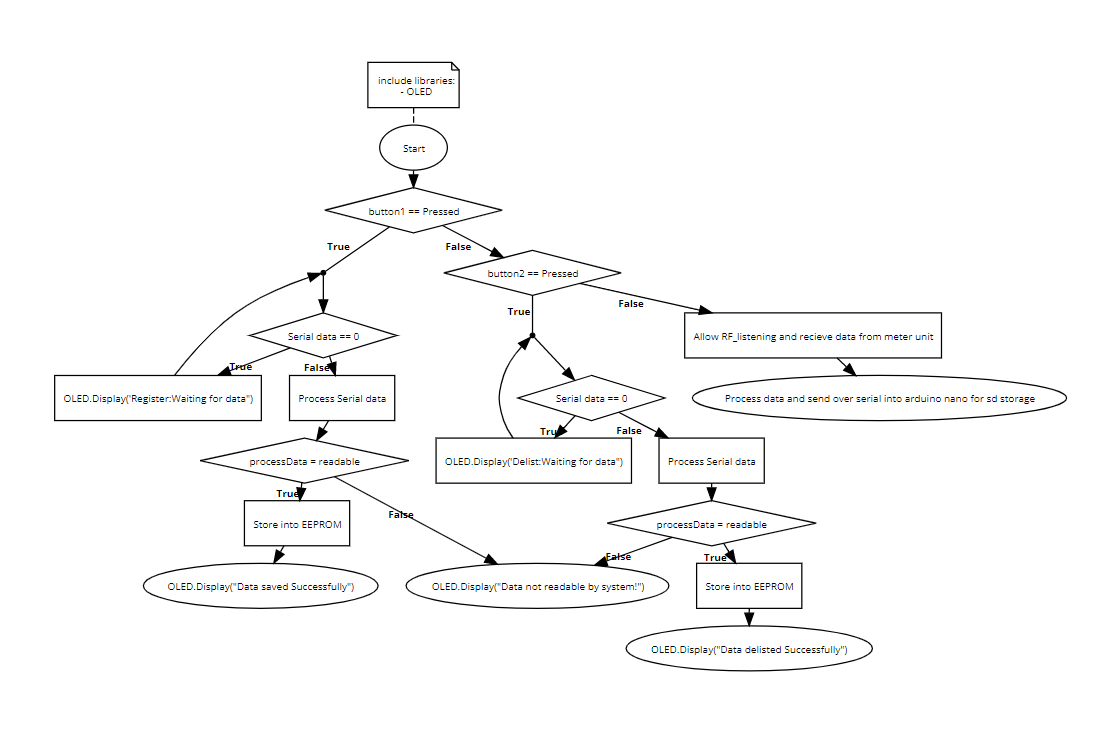 include libraries:
- OLED
Start
button1 == Pressed
True
False
button2 == Pressed
True
False
Serial data == 0
Allow RF_listening and recieve data from meter unit
True
False
OLED.Display('Register:Waiting for data")
Process Serial data
Serial data == 0
Process data and send over serial into arduino nano for sd storage
True
False
processData = readable
OLED.Display('Delist:Waiting for data")
Process Serial data
True
False
Store into EEPROM
processData = readable
False
True
OLED.Display("Data saved Successfully")
OLED.Display("Data not readable by system!")
Store into EEPROM
OLED.Display("Data delisted Successfully")